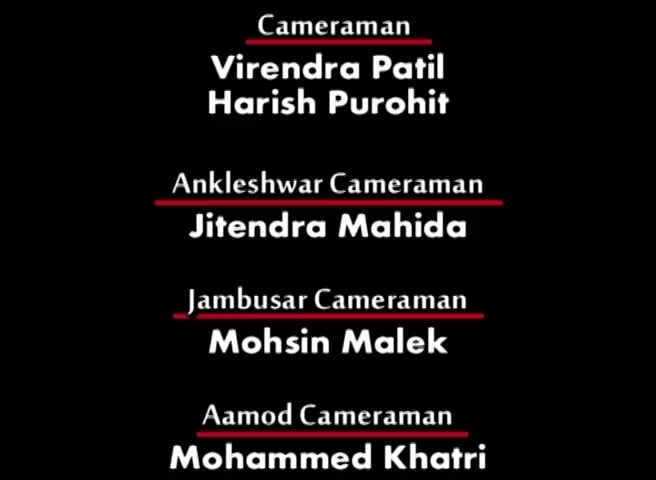 Cameraman
Virendra Patil
Harish Purohit
Ankleshwar Cameraman
Jitendra Mahida
Jambusar Cameraman
Mohsin Malek
Aamod Cameraman
Mohammed Khatri